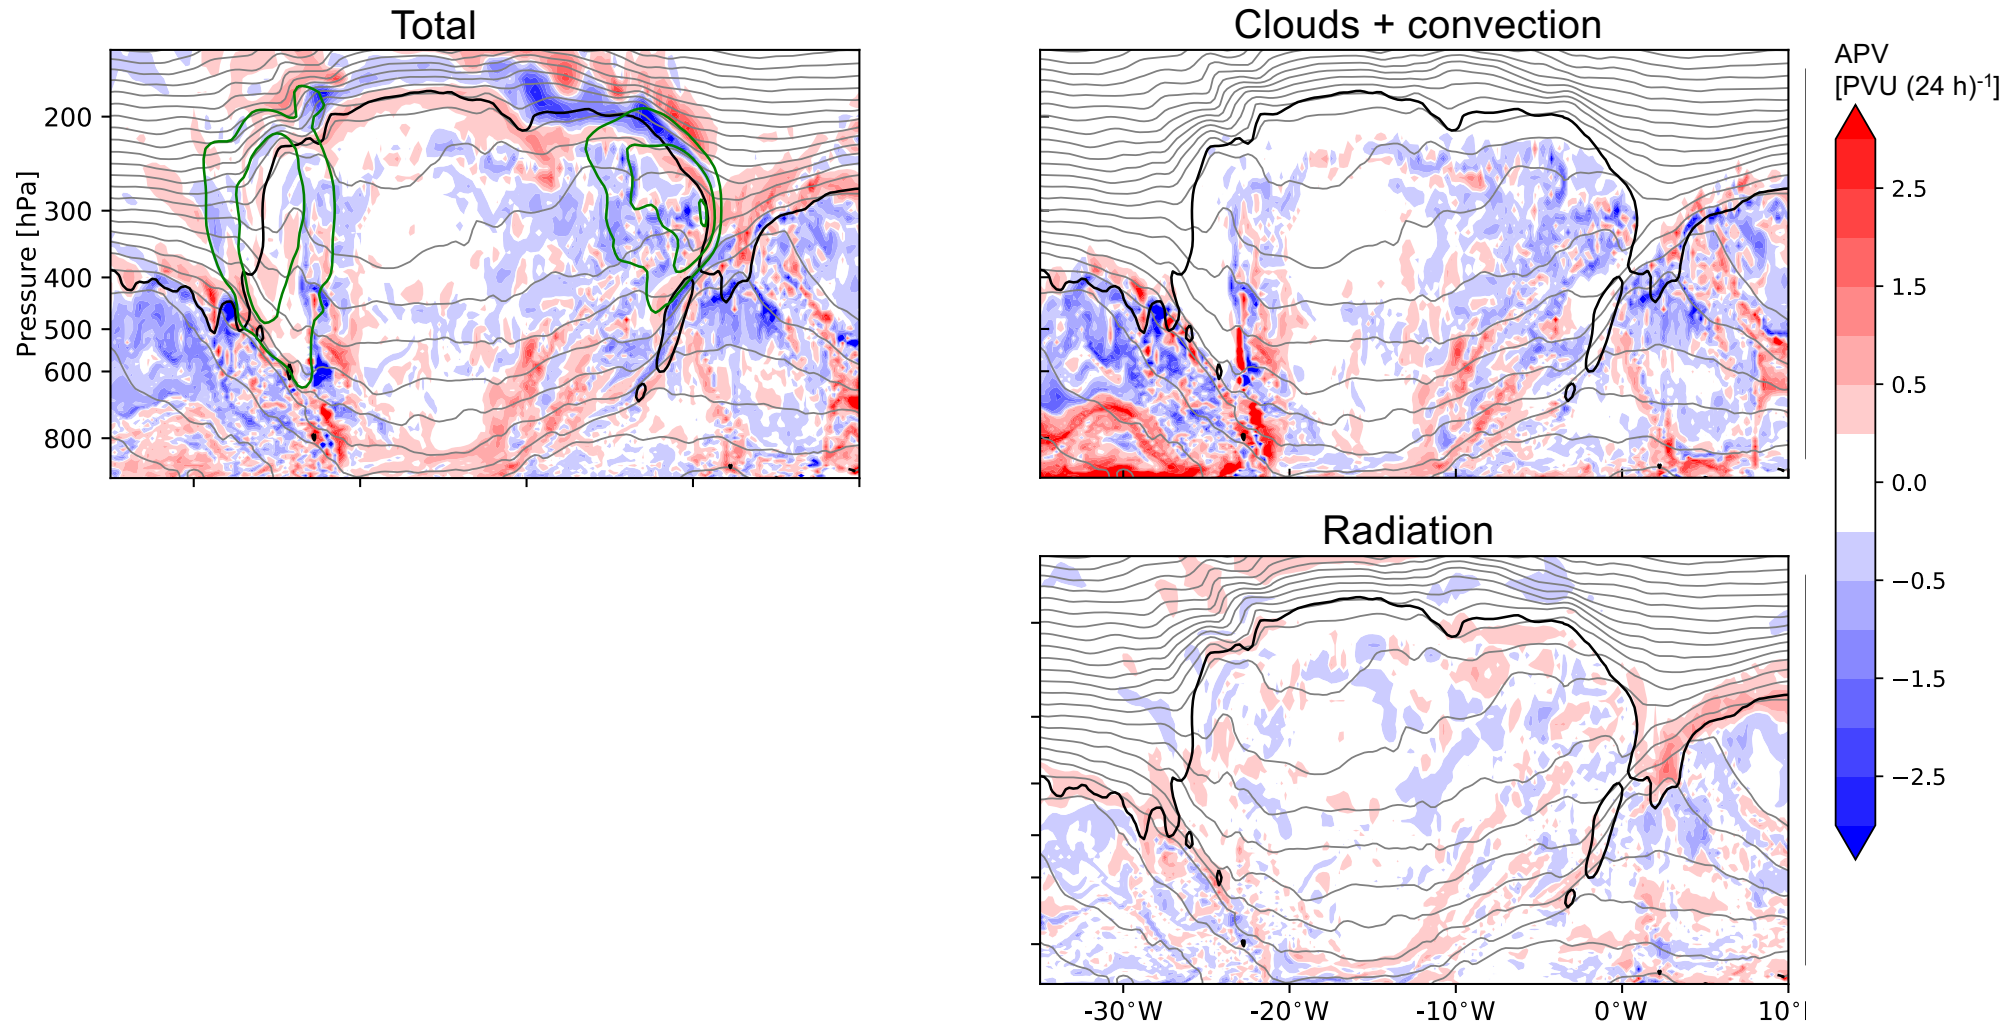 Total
Clouds + convection
APV
[PVU (24 h)-1]
Pressure [hPa]
200
300
400
500
600
800
2.5
1.5
0.5
0.0
−0.5
−1.5
−2.5
Radiation
-30°W
-20°W
-10°W
0°W
10°